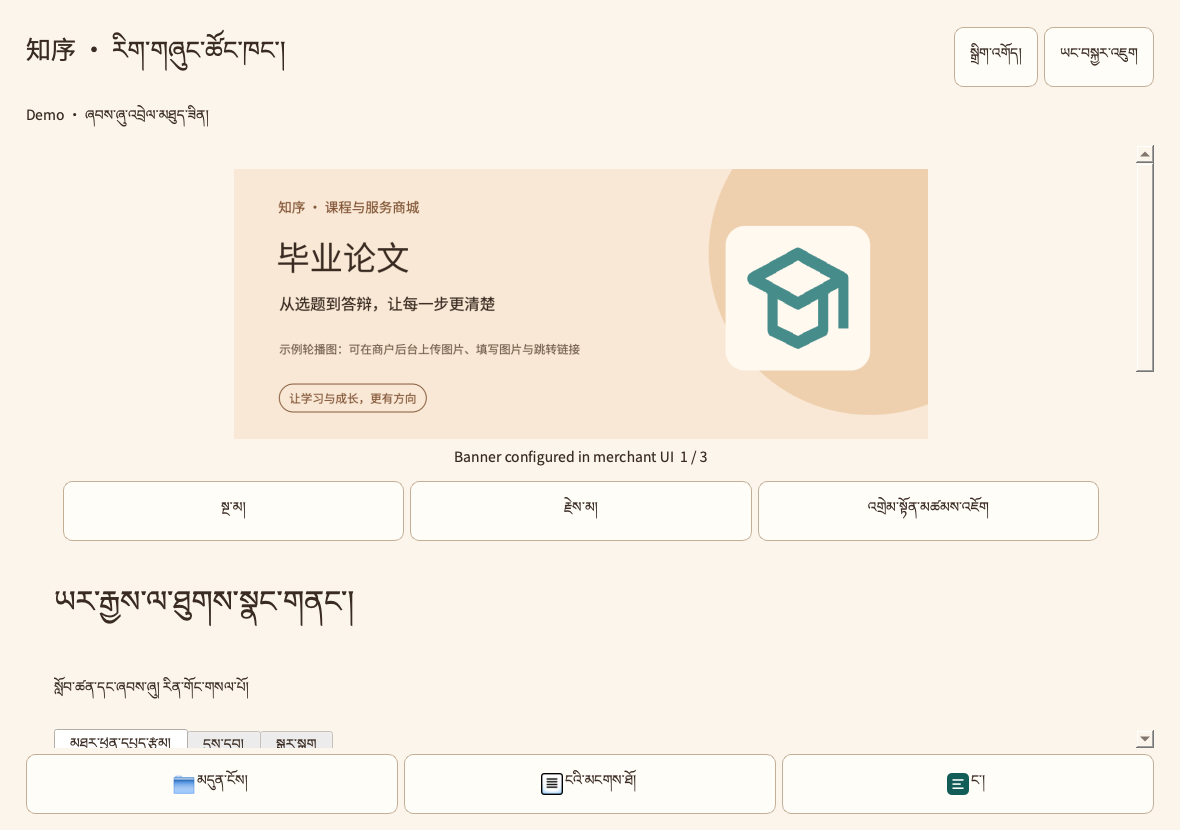 知序 · རིག་གཞུང་ཚོང་ཁང་།
སྒྲིག་འགོད།
ཡང་བསྐྱར་འཇུག
Demo · ཞབས་ཞུ་འབྲེལ་མཐུད་ཟིན།
知序 · 课程与服务商城
毕业论文
从选题到答辩，让每一步更清楚
示例轮播图：可在商户后台上传图片、填写图片与跳转链接
让学习与成长，更有方向
Banner configured in merchant UI 1 / 3
སྔ་མ།
རྗེས་མ།
འགྲེམ་སྟོན་མཚམས་འཇོག
ཡར་རྒྱས་ལ་ཐུགས་སྣང་གནང་།
སློབ་ཚན་དང་ཞབས་ཞུ། རིན་གོང་གསལ་པོ།
མཐར་ཕྱིན་དཔྱད་རྩོམ།
དུས་དེབ།
མདུན་ངོས།
ངའི་མངགས་ཐོ།
ང་།